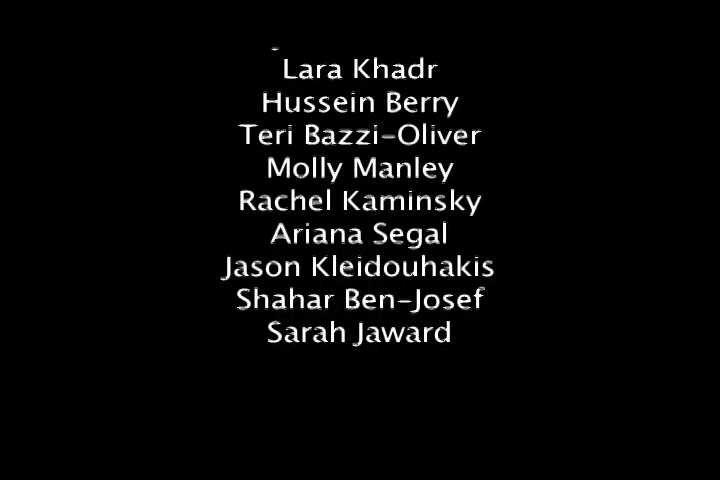 Lara Khadr
Hussein Berry
Teri Bazzi-Oliver
Molly Manley
Rachel Kaminsky
Ariana Segal
Jason Kleidouhakis
Shahar Ben-Josef
Sarah Jaward